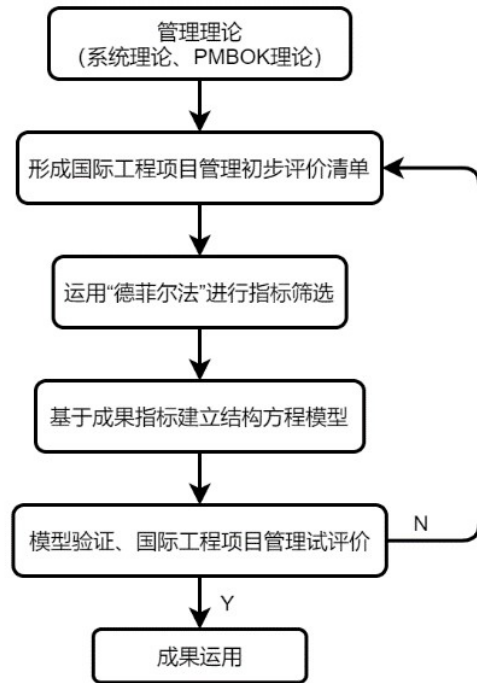 管理理论
（系统理论、PMBOK理论）
形成国际工程项目管理初步评价清单
运用“德菲尔法”进行指标筛选
基于成果指标建立结构方程模型
模型验证、国际工程项目管理试评价
N
Y
成果运用